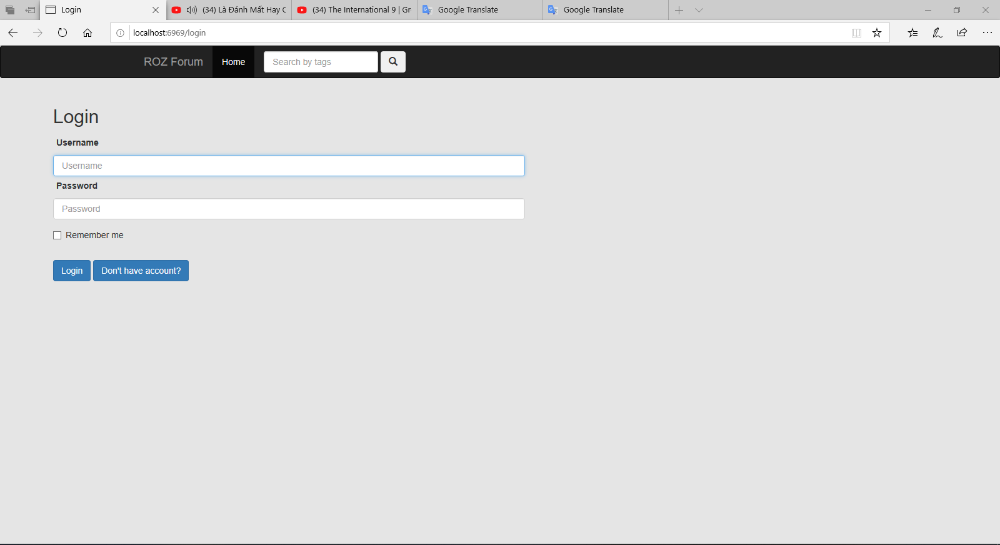 Login
(34) Là Đánh Mất Hay C
(34) The International 9 | Gr
Google Translate
Google Translate
localhost:6969/login
ROZ Forum
Home
Search by tags
Login
Username
Username
Password
Password
Remember me
Login
Don't have account?